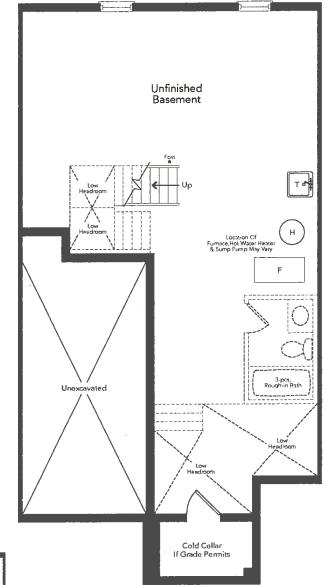 Unfinished
Basement
Post
Low
Headroom
Up
T
Low
Headroom
Location Of
Furnace, Hot Water Heater
& Sump Pump May Vary
H
F
Unexcavated
3-pcs.
Rough-in Bath
Low
Headroom
Low
Headroom
Cold Cellar
If Grade Permits